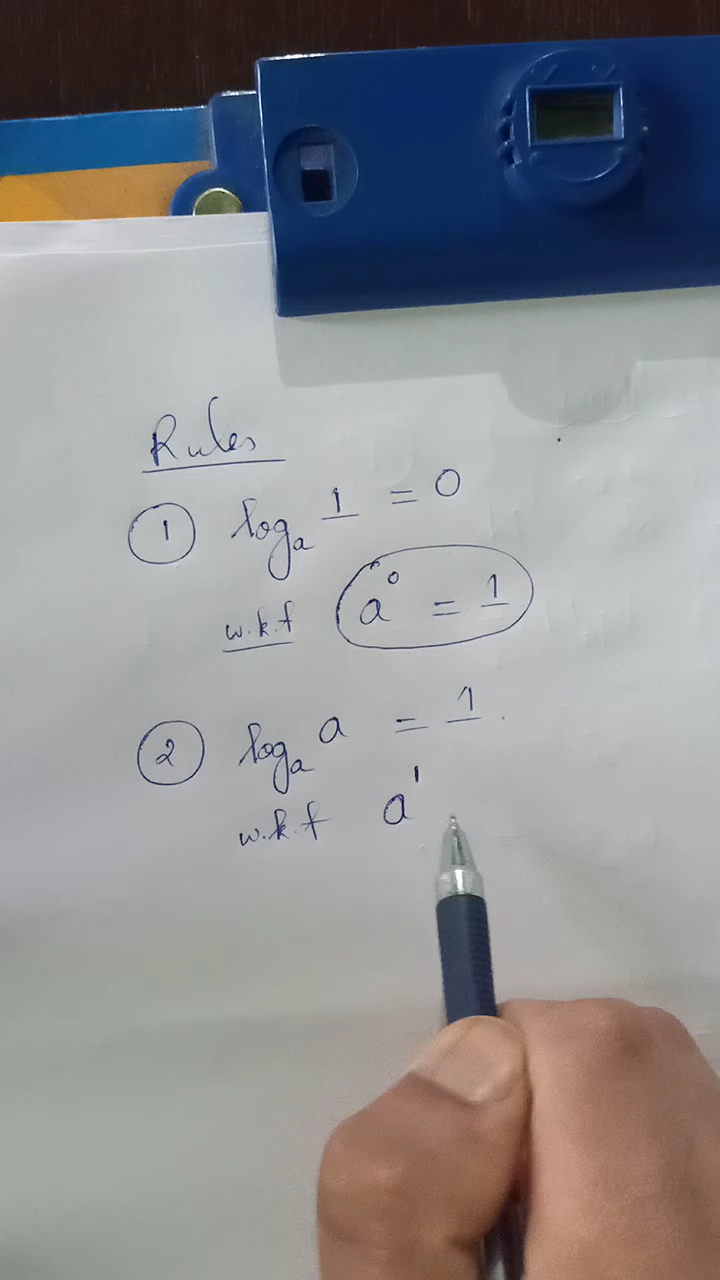 Rules
① logₐ 1 = 0
w.k.t a⁰ = 1
② logₐ a = 1
w.k.t a¹